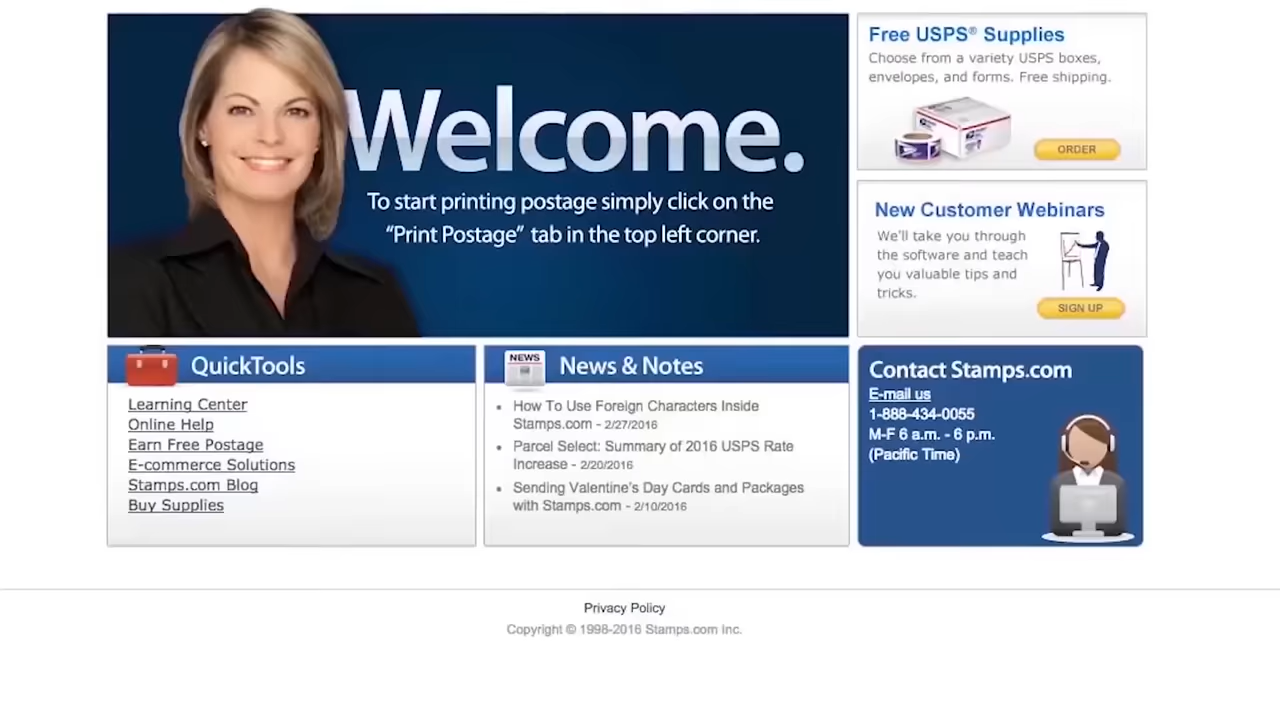 Welcome.
To start printing postage simply click on the
“Print Postage” tab in the top left corner.
Free USPS® Supplies
Choose from a variety USPS boxes,
envelopes, and forms. Free shipping.
ORDER
New Customer Webinars
We'll take you through
the software and teach
you valuable tips and
tricks.
SIGN UP
QuickTools
Learning Center
Online Help
Earn Free Postage
E-commerce Solutions
Stamps.com Blog
Buy Supplies
NEWS
News & Notes
• How To Use Foreign Characters Inside
Stamps.com - 2/27/2016
• Parcel Select: Summary of 2016 USPS Rate
Increase - 2/20/2016
• Sending Valentine's Day Cards and Packages
with Stamps.com - 2/10/2016
Contact Stamps.com
E-mail us
1-888-434-0055
M-F 6 a.m. - 6 p.m.
(Pacific Time)
Privacy Policy
Copyright © 1998-2016 Stamps.com Inc.